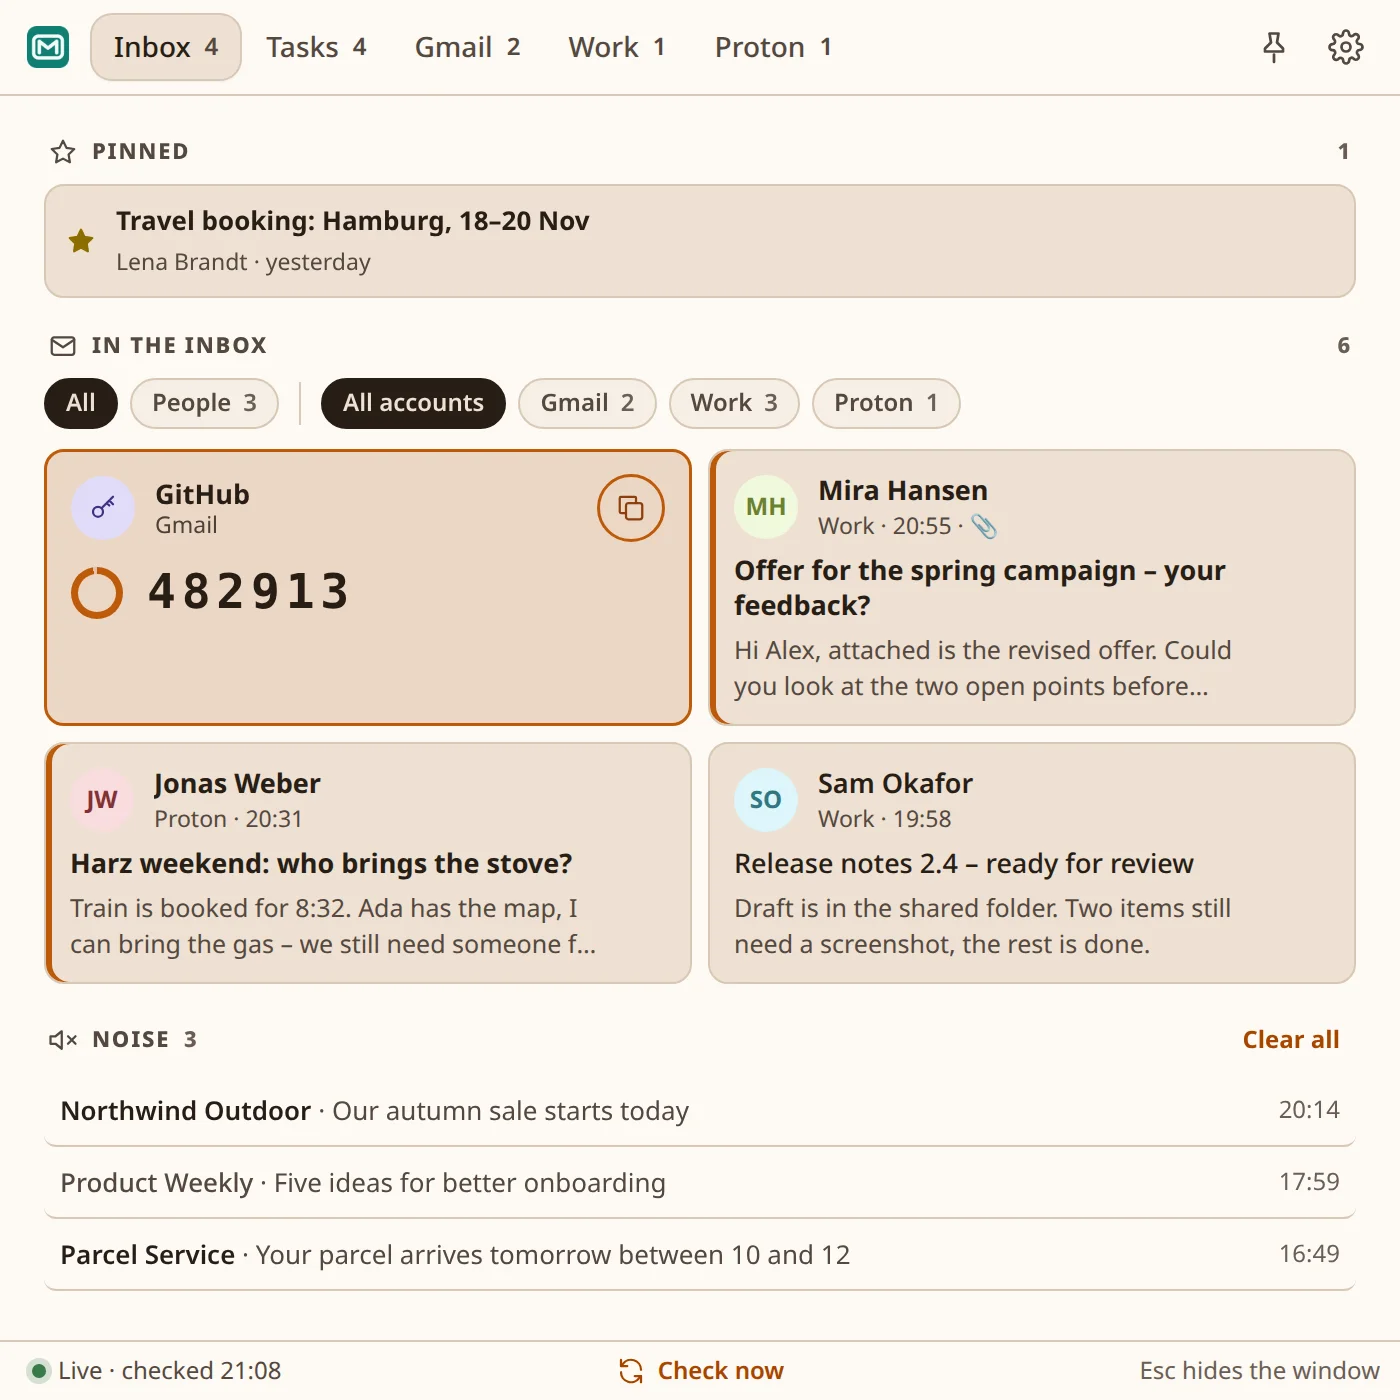 Inbox 4 Tasks 4 Gmail 2 Work 1 Proton 1
PINNED 1
Travel booking: Hamburg, 18–20 Nov
Lena Brandt · yesterday
IN THE INBOX 6
All People 3 All accounts Gmail 2 Work 3 Proton 1
GitHub
Gmail
482913
MH
Mira Hansen
Work · 20:55 · 📎
Offer for the spring campaign – your
feedback?
Hi Alex, attached is the revised offer. Could
you look at the two open points before...
JW
Jonas Weber
Proton · 20:31
Harz weekend: who brings the stove?
Train is booked for 8:32. Ada has the map, I
can bring the gas – we still need someone f...
SO
Sam Okafor
Work · 19:58
Release notes 2.4 – ready for review
Draft is in the shared folder. Two items still
need a screenshot, the rest is done.
NOISE 3 Clear all
Northwind Outdoor · Our autumn sale starts today 20:14
Product Weekly · Five ideas for better onboarding 17:59
Parcel Service · Your parcel arrives tomorrow between 10 and 12 16:49
Live · checked 21:08 Check now Esc hides the window